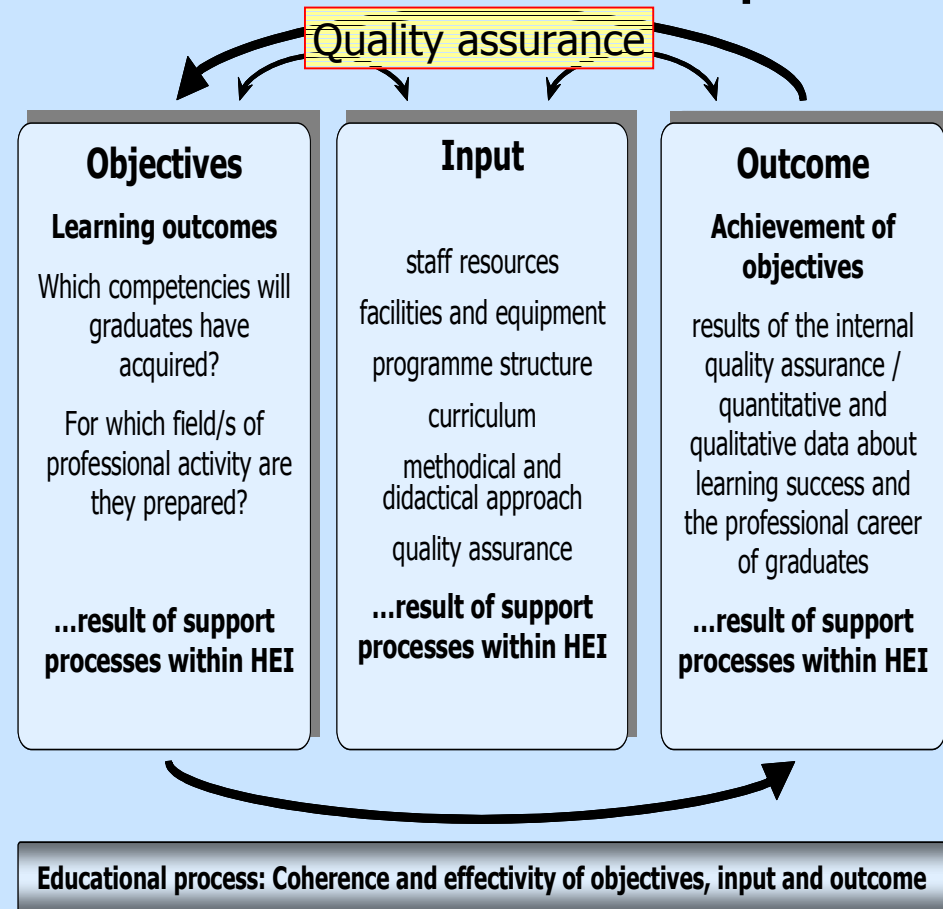 Quality assurance
Objectives
Learning outcomes
Which competencies will
graduates have
acquired?
For which field/s of
professional activity are
they prepared?
...result of support
processes within HEI
Input
staff resources
facilities and equipment
programme structure
curriculum
methodical and
didactical approach
quality assurance
...result of support
processes within HEI
Outcome
Achievement of
objectives
results of the internal
quality assurance /
quantitative and
qualitative data about
learning success and
the professional career
of graduates
...result of support
processes within HEI
Educational process: Coherence and effectivity of objectives, input and outcome